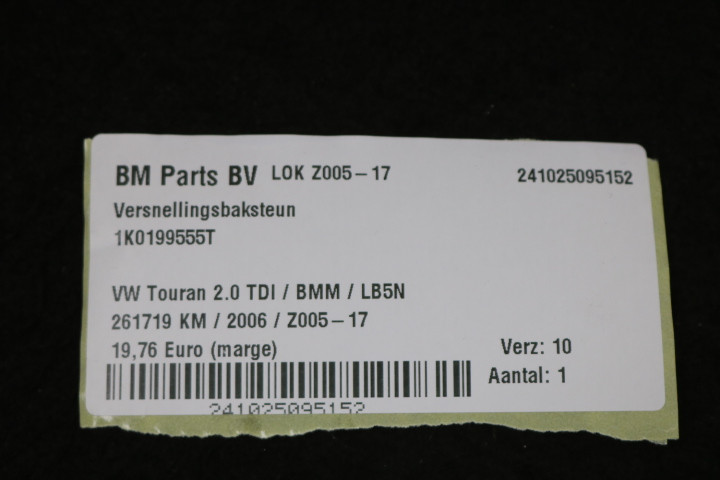 BM Parts BV LOK Z005-17 241025095152
Versnellingsbaksteun
1K0199555T
VW Touran 2.0 TDI / BMM / LB5N
261719 KM / 2006 / Z005-17
19,76 Euro (marge) Verz: 10
Aantal: 1
241025095152